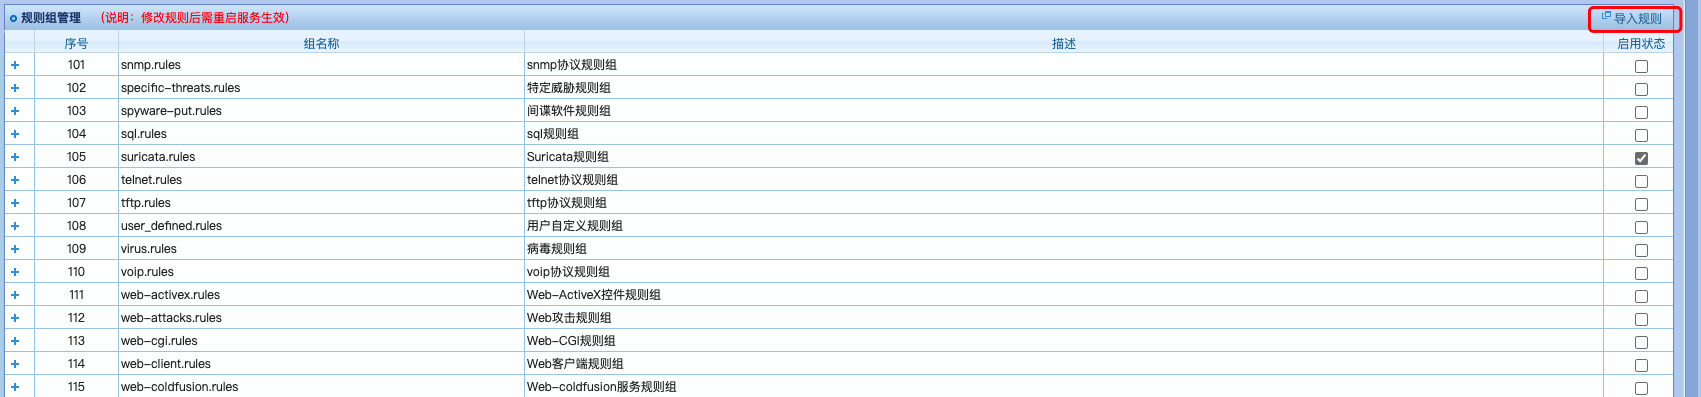 规则组管理 (说明：修改规则后需重启服务生效) 导入规则
序号 组名称 描述 启用状态
101 snmp.rules snmp协议规则组
102 specific-threats.rules 特定威胁规则组
103 spyware-put.rules 间谍软件规则组
104 sql.rules sql规则组
105 suricata.rules Suricata规则组
106 telnet.rules telnet协议规则组
107 tftp.rules tftp协议规则组
108 user_defined.rules 用户自定义规则组
109 virus.rules 病毒规则组
110 voip.rules voip协议规则组
111 web-activex.rules Web-ActiveX控件规则组
112 web-attacks.rules Web攻击规则组
113 web-cgi.rules Web-CGI规则组
114 web-client.rules Web客户端规则组
115 web-coldfusion.rules Web-coldfusion服务规则组